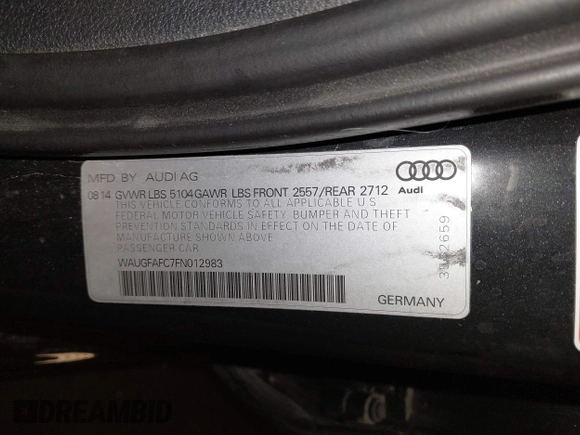 MFD BY AUDI AG
08 14 GVWR LBS 5104 GAWR LBS FRONT 2557/REAR 2712
Audi
THIS VEHICLE CONFORMS TO ALL APPLICABLE U.S.
FEDERAL MOTOR VEHICLE SAFETY, BUMPER AND THEFT
PREVENTION STANDARDS IN EFFECT ON THE DATE OF
MANUFACTURE SHOWN ABOVE
PASSENGER CAR
WAUGFAFC7FN012983
GERMANY
DREAMBID